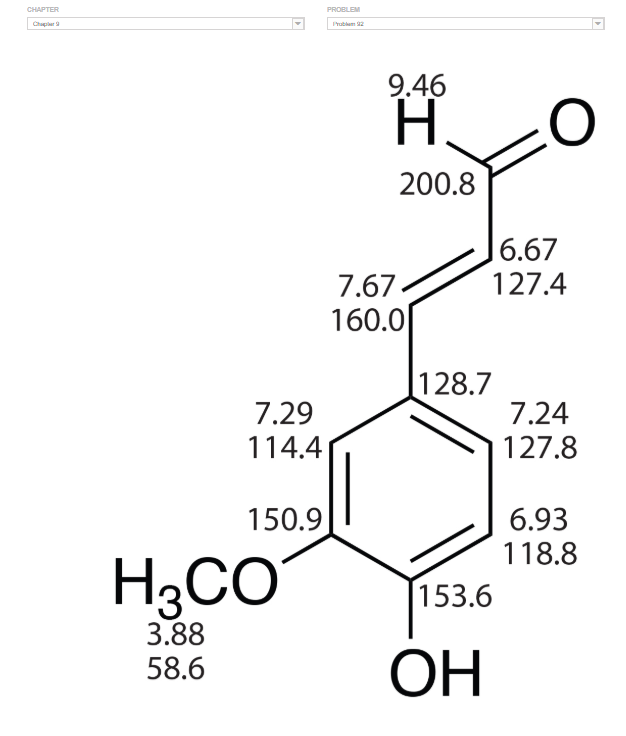 CHAPTER
PROBLEM
Chapter 9
Problem 92
9.46
H
O
200.8
6.67
127.4
7.67
160.0
128.7
7.29
114.4
7.24
127.8
150.9
6.93
118.8
H3CO
153.6
3.88
58.6
OH